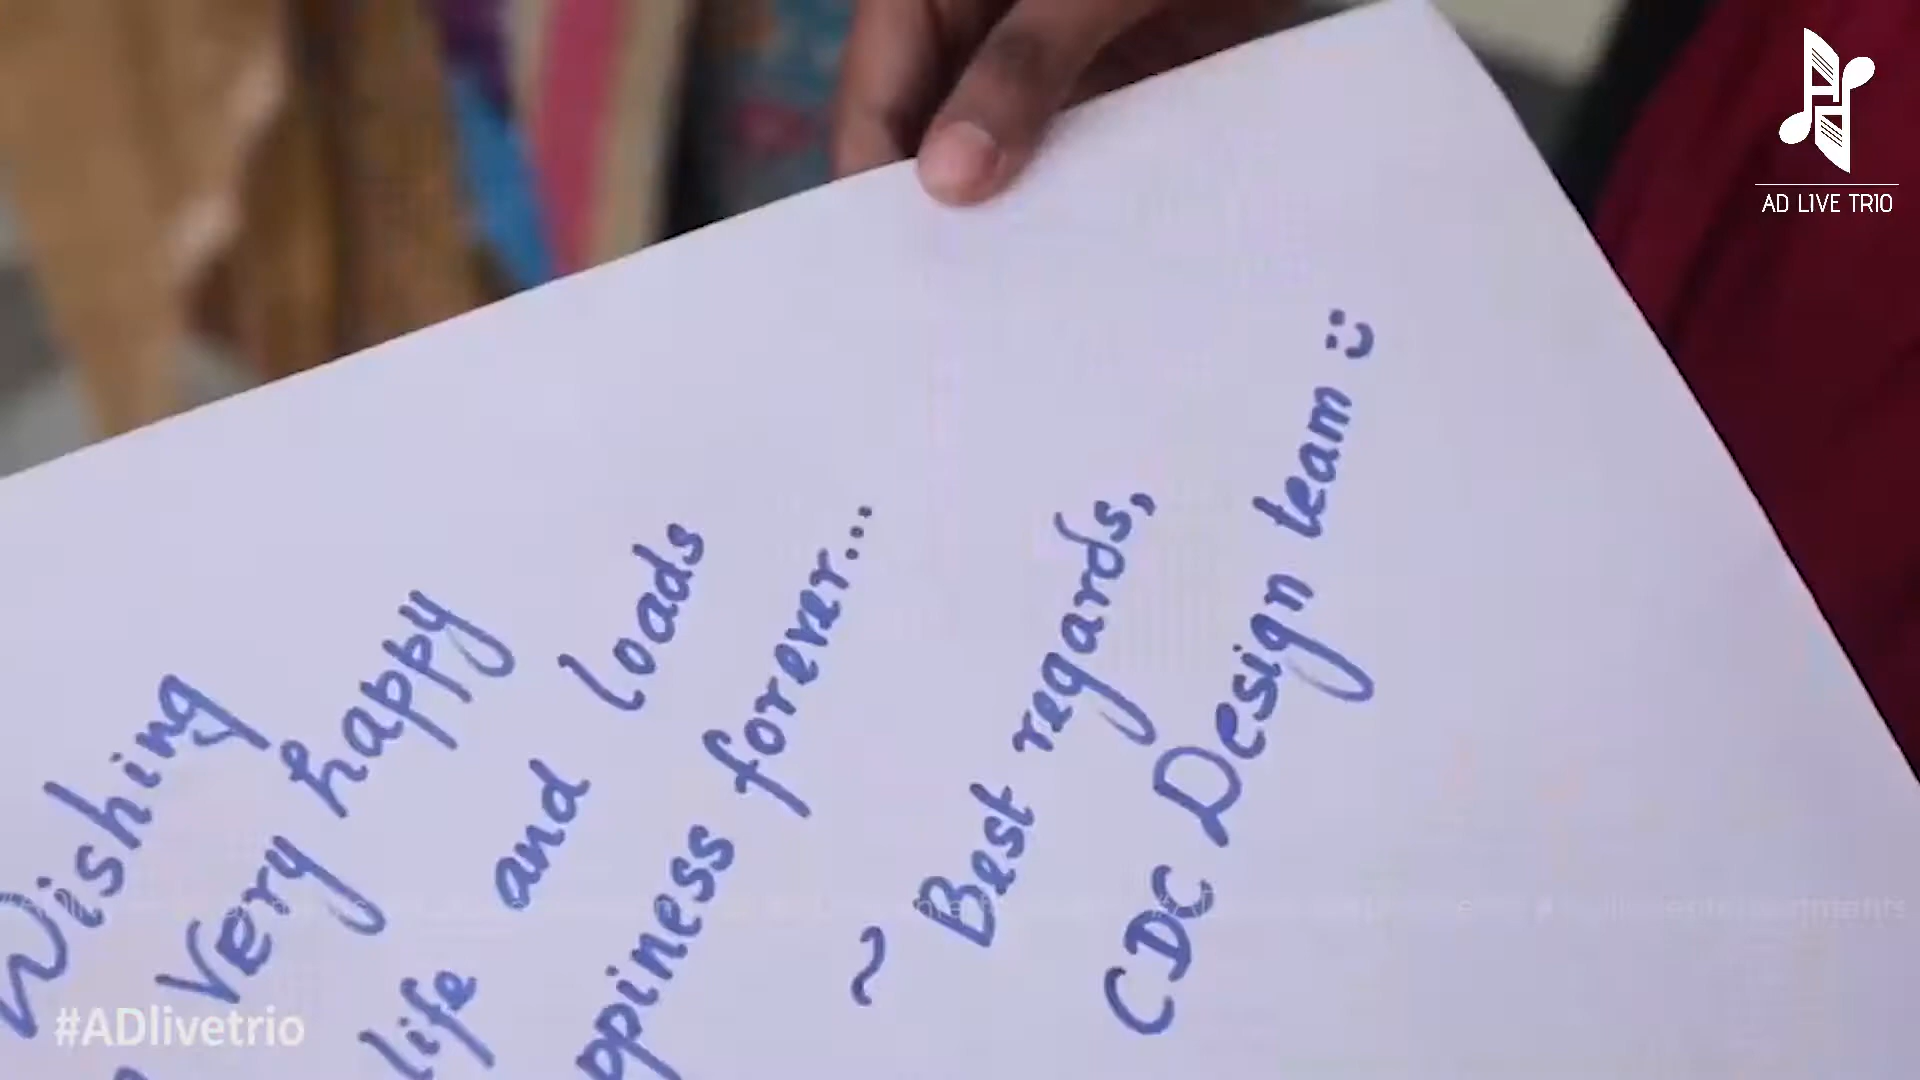 Wishing
Very happy
life and loads
ppiness forever...
~ Best regards,
CDC Design team :)
AD LIVE TRIO
#ADlivetrio